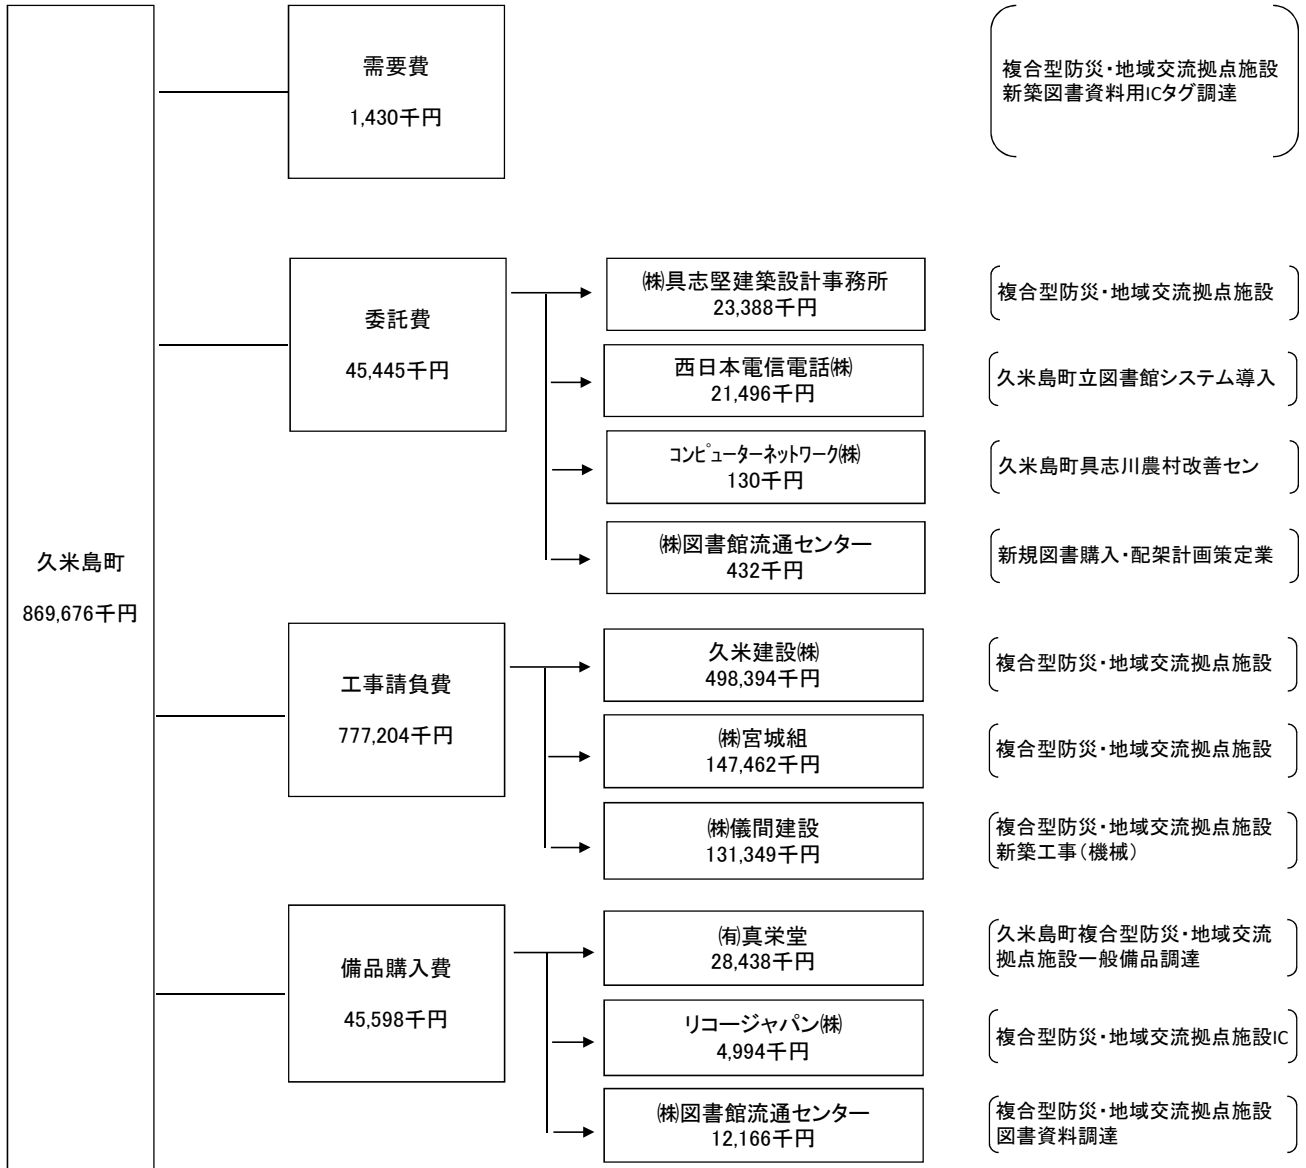 久米島町
869,676千円
需要費
1,430千円
複合型防災・地域交流拠点施設
新築図書資料用ICタグ調達
委託費
45,445千円
㈱具志堅建築設計事務所
23,388千円
複合型防災・地域交流拠点施設
西日本電信電話㈱
21,496千円
久米島町立図書館システム導入
コンピューターネットワーク㈱
130千円
久米島町具志川農村改善セン
㈱図書館流通センター
432千円
新規図書購入・配架計画策定業
工事請負費
777,204千円
久米建設㈱
498,394千円
複合型防災・地域交流拠点施設
㈱宮城組
147,462千円
複合型防災・地域交流拠点施設
㈱儀間建設
131,349千円
複合型防災・地域交流拠点施設
新築工事（機械）
備品購入費
45,598千円
㈲真栄堂
28,438千円
久米島町複合型防災・地域交流
拠点施設一般備品調達
リコージャパン㈱
4,994千円
複合型防災・地域交流拠点施設IC
㈱図書館流通センター
12,166千円
複合型防災・地域交流拠点施設
図書資料調達